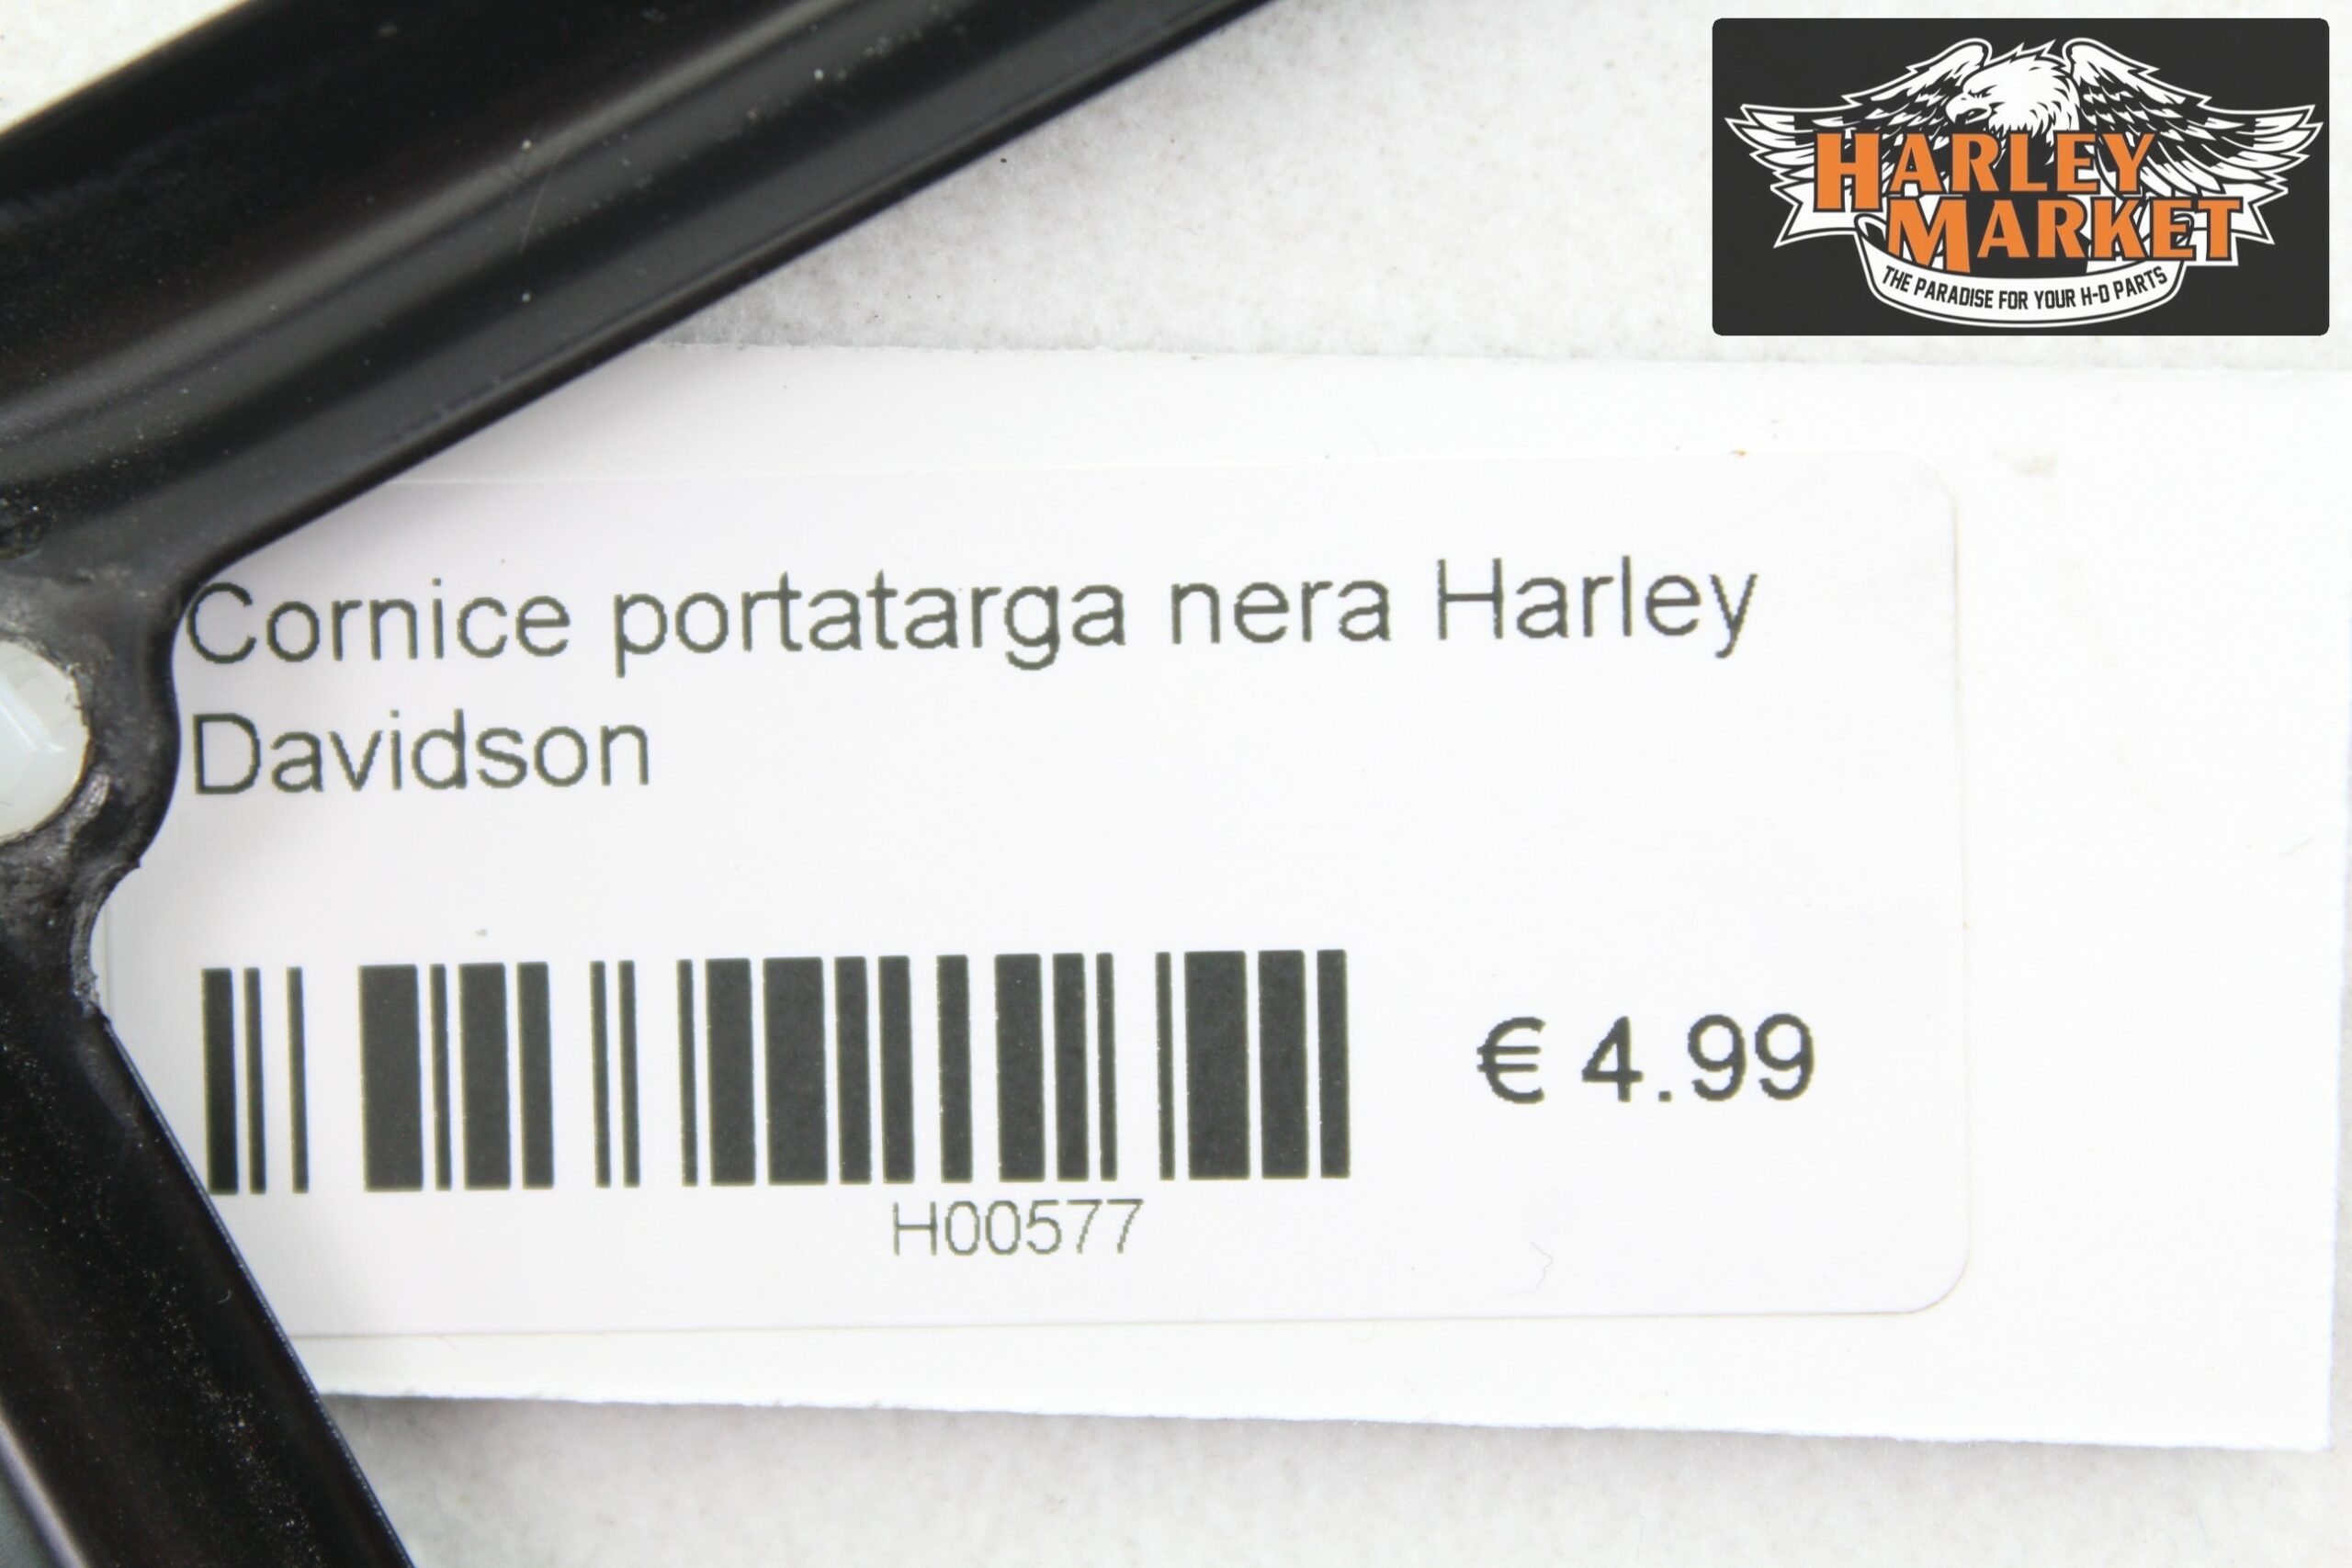 HARLEY
MARKET
THE PARADISE FOR YOUR H-D PARTS
Cornice portatarga nera Harley
Davidson
€ 4.99
H00577